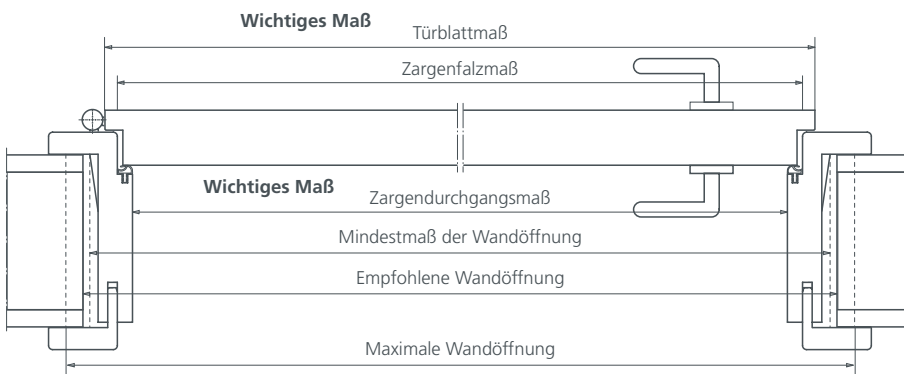 Wichtiges Maß
Türblattmaß
Zargenfalzmaß
Wichtiges Maß
Zargendurchgangsmaß
Mindestmaß der Wandöffnung
Empfohlene Wandöffnung
Maximale Wandöffnung